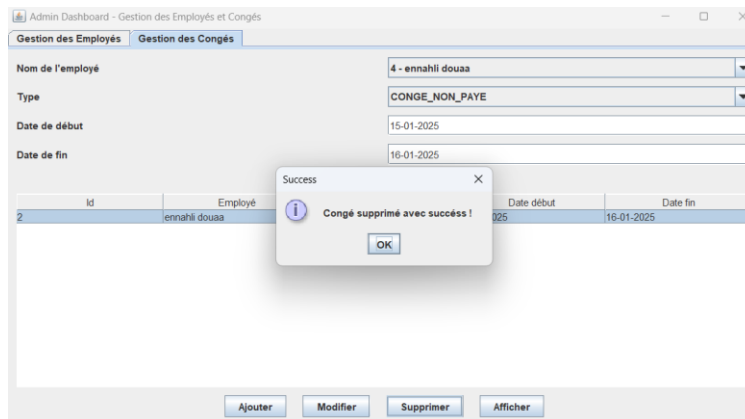 Admin Dashboard - Gestion des Employés et Congés
Gestion des Employés Gestion des Congés
Nom de l'employé 4 - ennahli douaa
Type CONGE_NON_PAYE
Date de début 15-01-2025
Date de fin 16-01-2025
Success
Congé supprimé avec succéss !
OK
Id Employé Date début Date fin
2 ennahli douaa 025 16-01-2025
Ajouter Modifier Supprimer Afficher